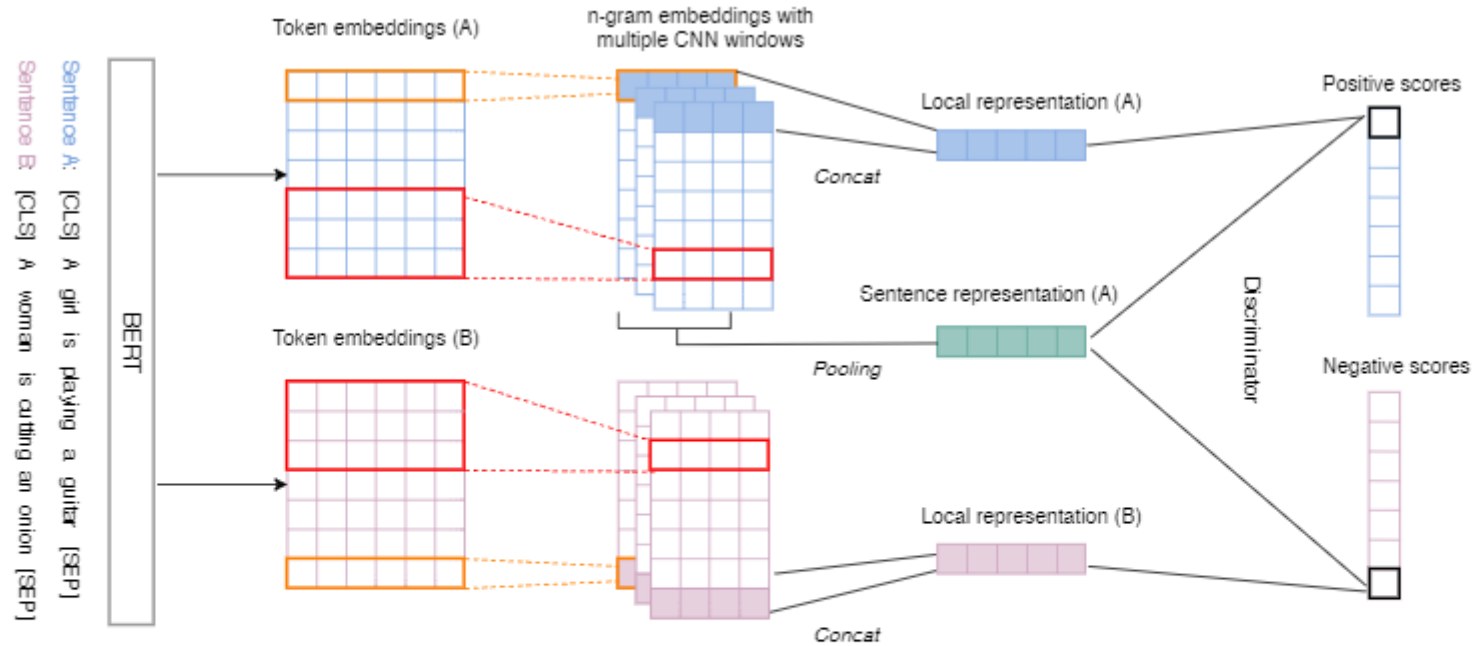 Sentence A: [CLS] A girl is playing a guitar [SEP]
Sentence B: [CLS] A woman is cutting an onion [SEP]
BERT
Token embeddings (A)
n-gram embeddings with
multiple CNN windows
Local representation (A)
Positive scores
Concat
Sentence representation (A)
Discriminator
Token embeddings (B)
Pooling
Negative scores
Local representation (B)
Concat